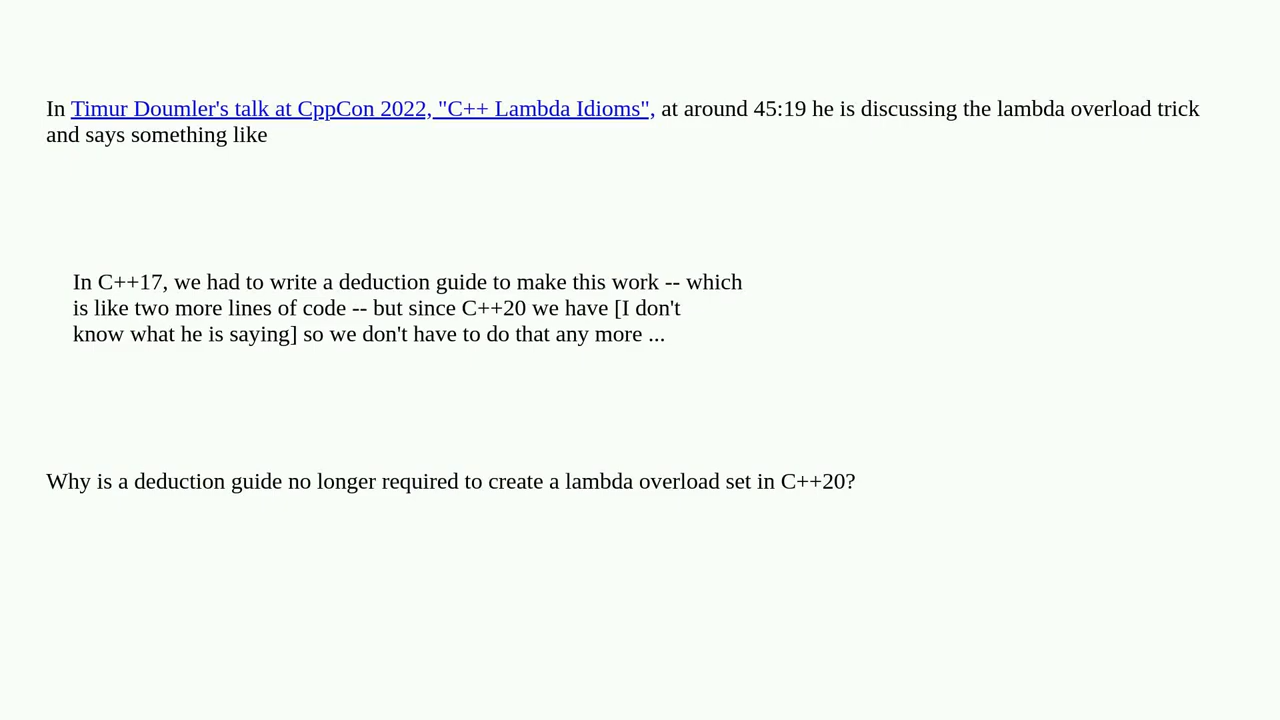 In Timur Doumler's talk at CppCon 2022, "C++ Lambda Idioms", at around 45:19 he is discussing the lambda overload trick
and says something like
In C++17, we had to write a deduction guide to make this work -- which
is like two more lines of code -- but since C++20 we have [I don't
know what he is saying] so we don't have to do that any more ...
Why is a deduction guide no longer required to create a lambda overload set in C++20?